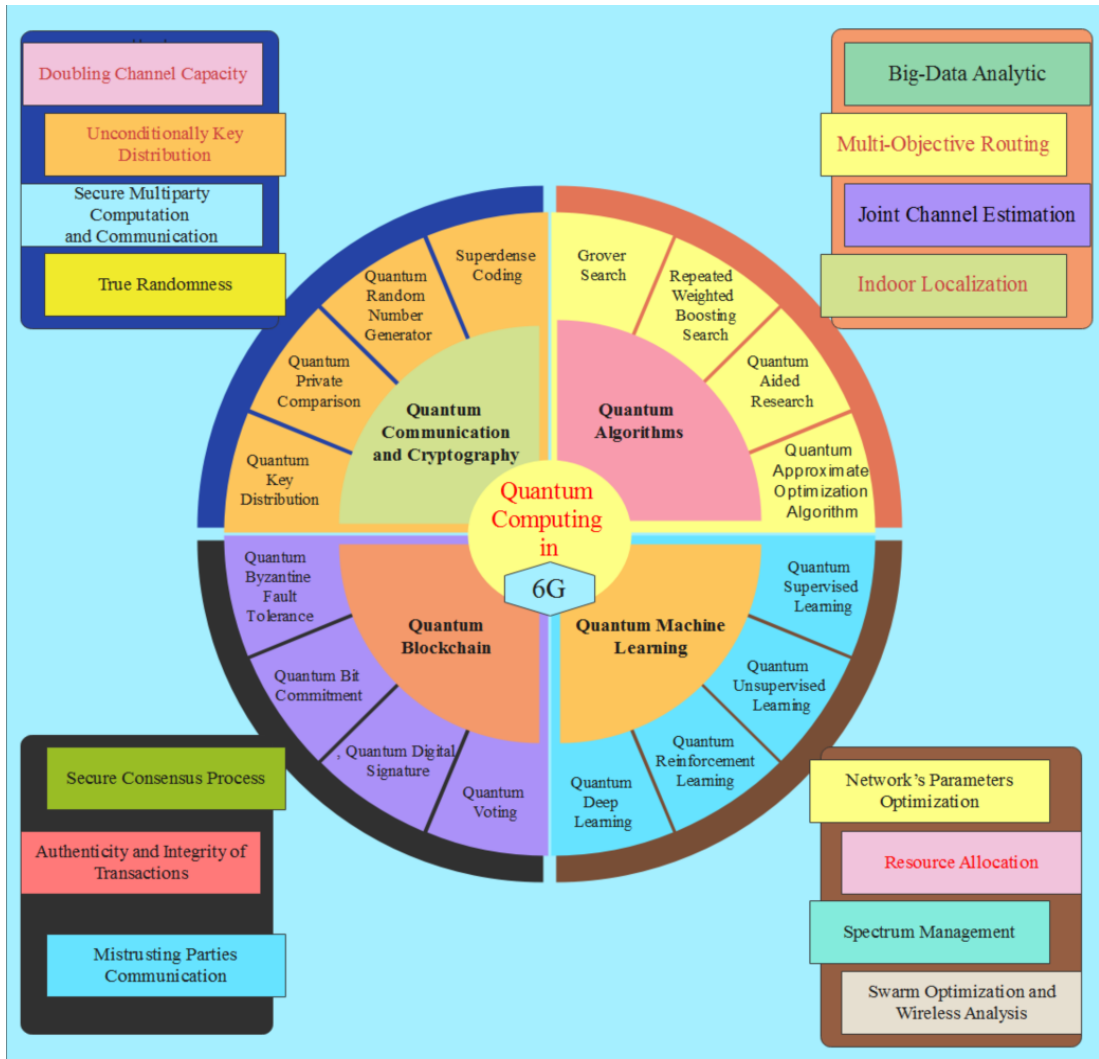 Doubling Channel Capacity
Unconditionally Key
Distribution
Secure Multiparty
Computation
and Communication
True Randomness
Big-Data Analytic
Multi-Objective Routing
Joint Channel Estimation
Indoor Localization
Superdense
Coding
Quantum
Random
Number
Generator
Quantum
Private
Comparison
Quantum
Key
Distribution
Quantum
Communication
and Cryptography
Grover
Search
Repeated
Weighted
Boosting
Search
Quantum
Aided
Research
Quantum
Approximate
Optimization
Algorithm
Quantum
Algorithms
Quantum
Computing
in
6G
Quantum
Byzantine
Fault
Tolerance
Quantum Bit
Commitment
, Quantum Digital
Signature
Quantum
Voting
Quantum
Blockchain
Quantum Machine
Learning
Quantum
Supervised
Learning
Quantum
Unsupervised
Learning
Quantum
Reinforcement
Learning
Quantum
Deep
Learning
Secure Consensus Process
Authenticity and Integrity of
Transactions
Mistrusting Parties
Communication
Network's Parameters
Optimization
Resource Allocation
Spectrum Management
Swarm Optimization and
Wireless Analysis